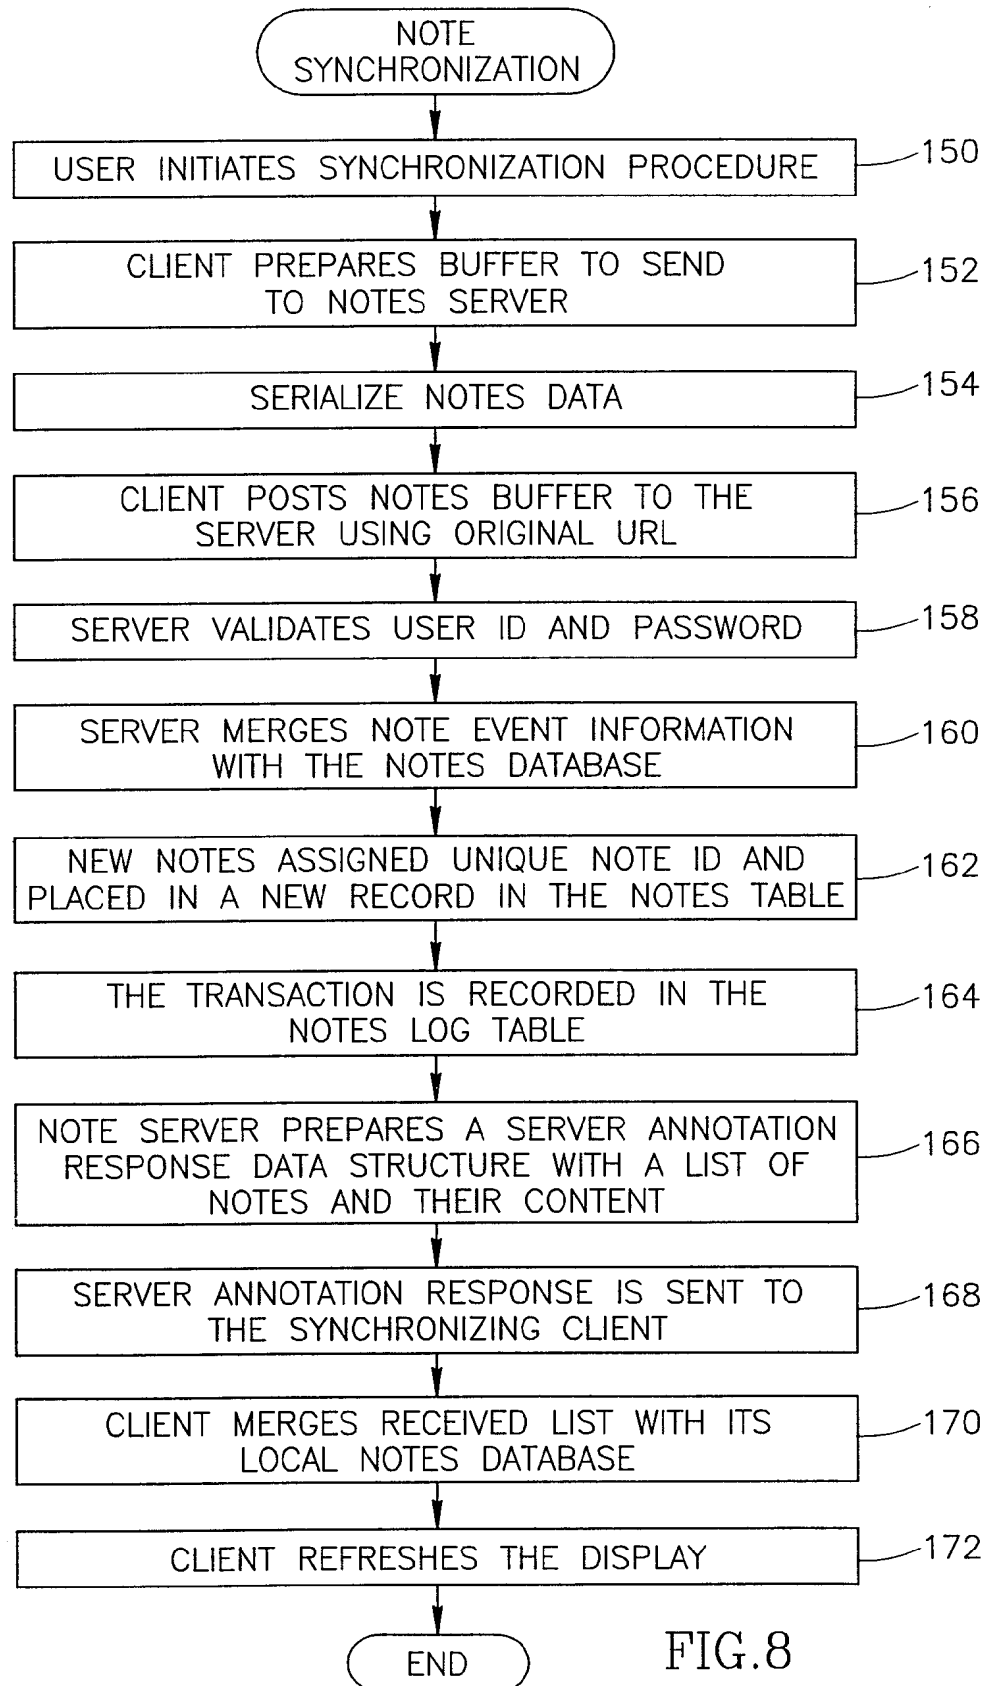 NOTE
SYNCHRONIZATION
USER INITIATES SYNCHRONIZATION PROCEDURE
150
CLIENT PREPARES BUFFER TO SEND
TO NOTES SERVER
152
SERIALIZE NOTES DATA
154
CLIENT POSTS NOTES BUFFER TO THE
SERVER USING ORIGINAL URL
156
SERVER VALIDATES USER ID AND PASSWORD
158
SERVER MERGES NOTE EVENT INFORMATION
WITH THE NOTES DATABASE
160
NEW NOTES ASSIGNED UNIQUE NOTE ID AND
PLACED IN A NEW RECORD IN THE NOTES TABLE
162
THE TRANSACTION IS RECORDED IN THE
NOTES LOG TABLE
164
NOTE SERVER PREPARES A SERVER ANNOTATION
RESPONSE DATA STRUCTURE WITH A LIST OF
NOTES AND THEIR CONTENT
166
SERVER ANNOTATION RESPONSE IS SENT TO
THE SYNCHRONIZING CLIENT
168
CLIENT MERGES RECEIVED LIST WITH ITS
LOCAL NOTES DATABASE
170
CLIENT REFRESHES THE DISPLAY
172
END
FIG.8